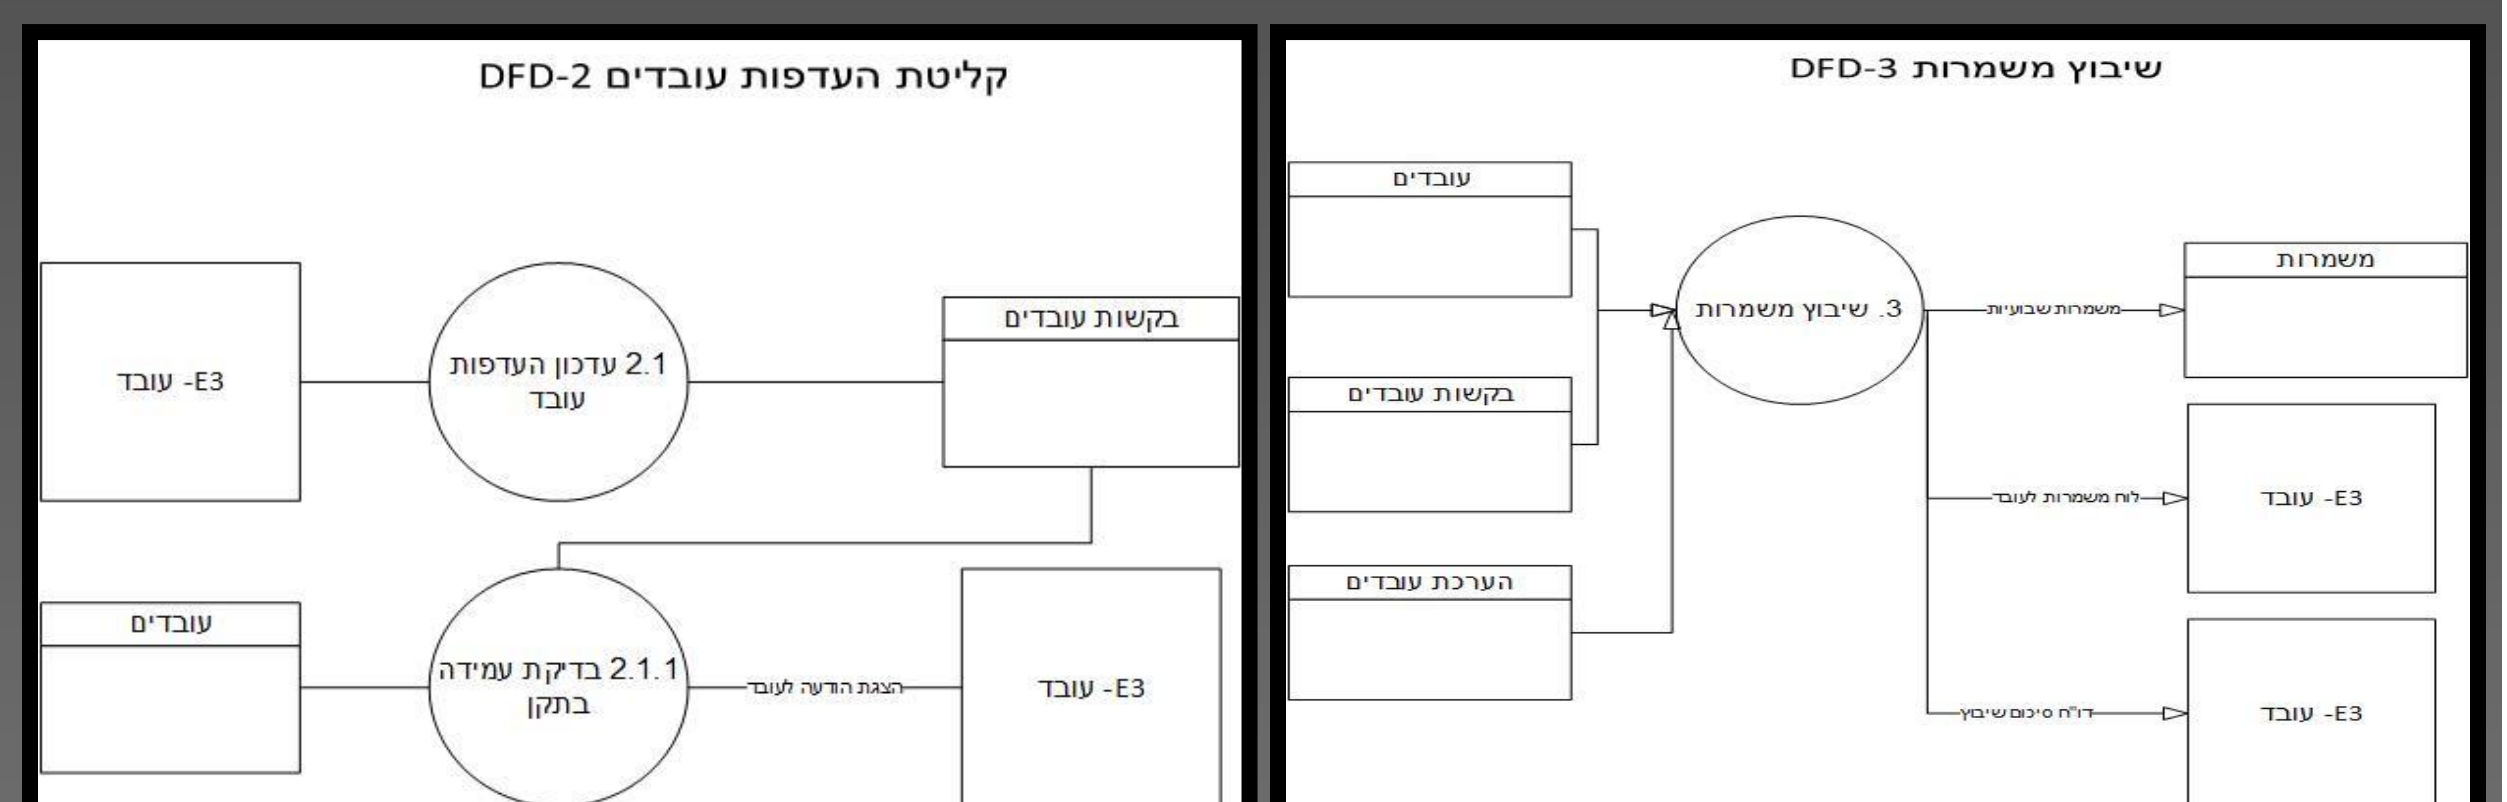 קליטת העדפות עובדים DFD-2
E3- עובד
2.1 עדכון העדפות
עובד
בקשות עובדים
עובדים
2.1.1 בדיקת עמידה
בתקן
הצגת הודעה לעובד
E3- עובד
שיבוץ משמרות DFD-3
עובדים
בקשות עובדים
הערכת עובדים
3. שיבוץ משמרות
משמרות שבועיות
משמרות
לוח משמרות לעובד
E3- עובד
דו"ח סיכום שיבוץ
E3- עובד